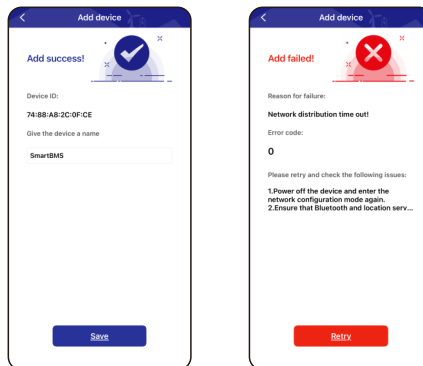 Add device
Add success!
Device ID:
74:88:A8:2C:0F:CE
Give the device a name
SmartBMS
Save
Add device
Add failed!
Reason for failure:
Network distribution time out!
Error code:
0
Please retry and check the following issues:
1.Power off the device and enter the
network configuration mode again.
2.Ensure that Bluetooth and location serv...
Retry